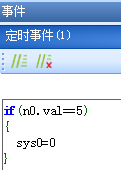 事件
定时事件(1)
if(n0.val==5)
{
  sys0=0
}